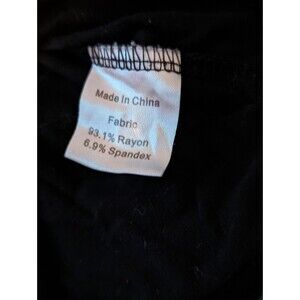 Made In China
Fabric
93.1% Rayon
6.9% Spandex